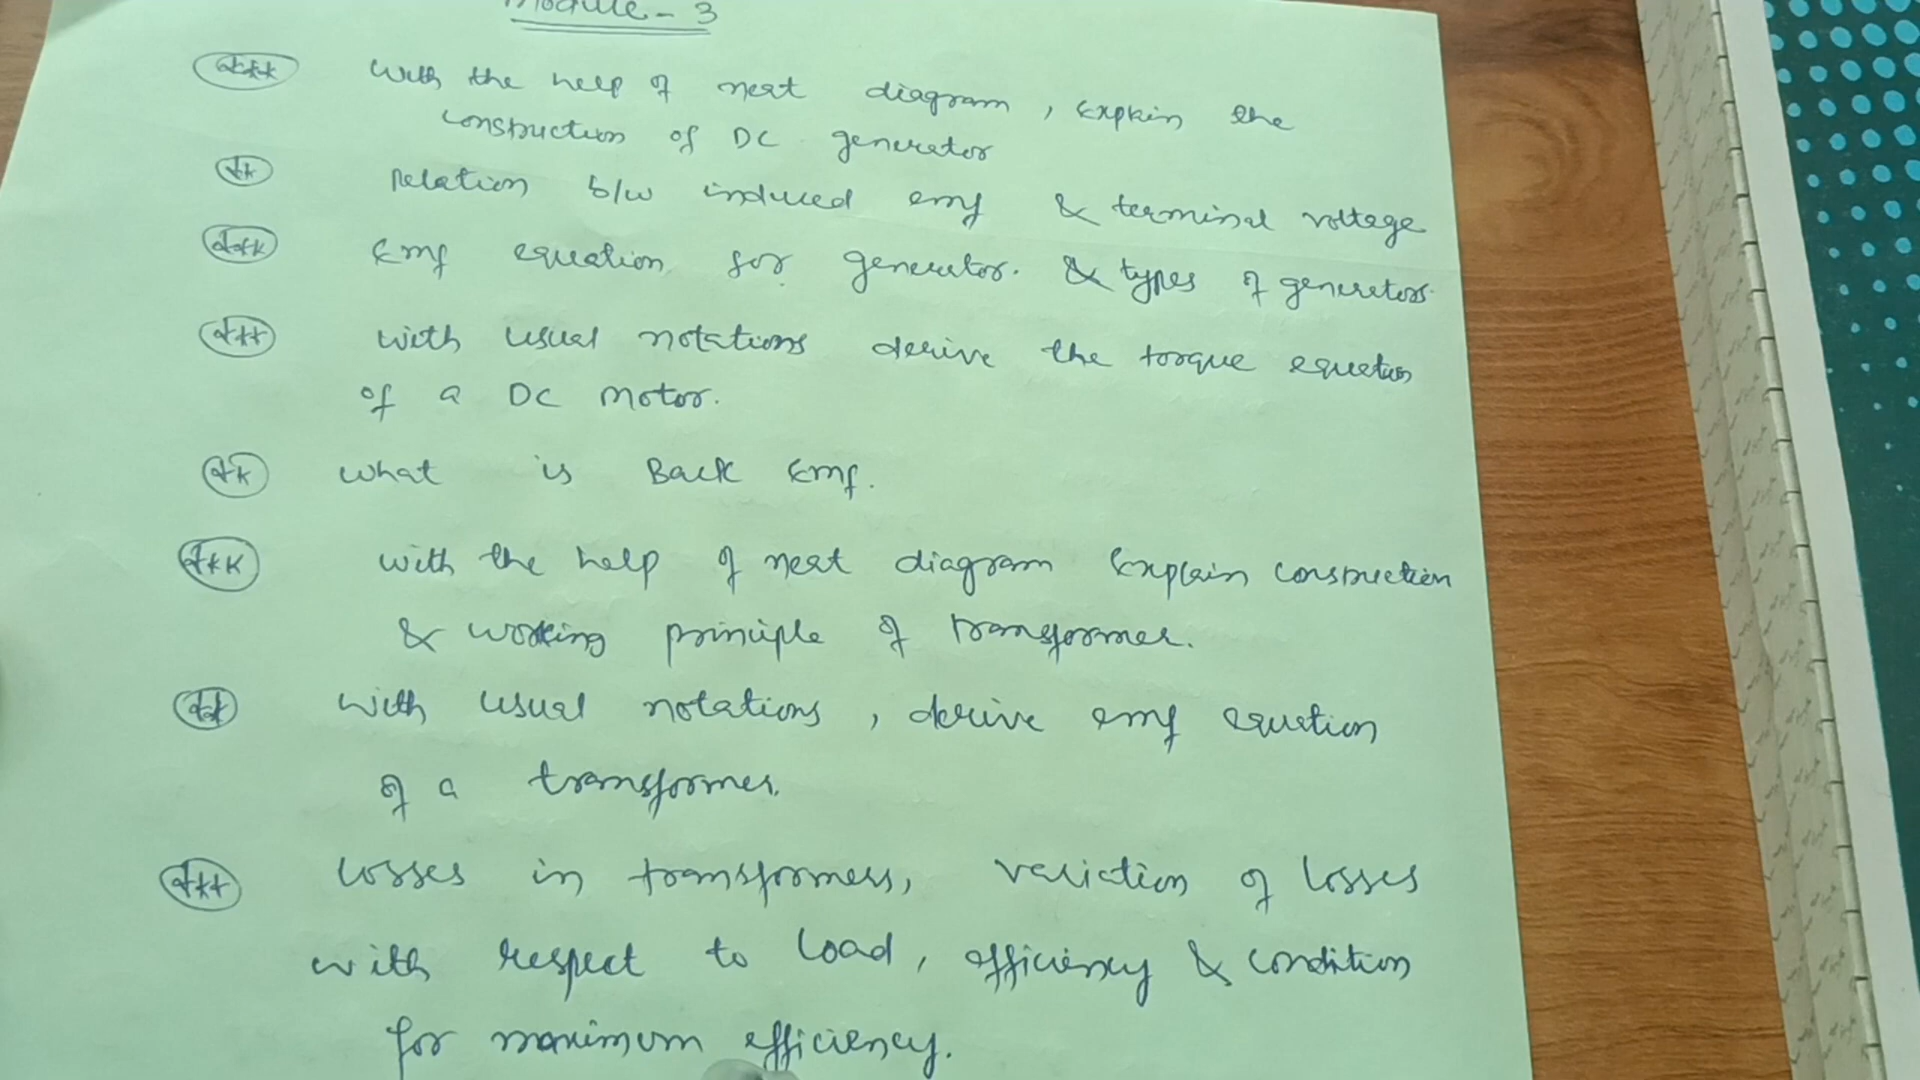 Module - 3
*** With the help of neat diagram, Explain the
construction of DC generator
** Relation b/w induced emf & terminal voltage
*** Emf equation for generator. & types of generators.
*** with usual notations derive the torque equation
of a DC motor.
** what is Back Emf.
*** with the help of neat diagram Explain construction
& working principle of transformer.
** with usual notations, derive emf equation
of a transformer.
*** Losses in transformers, variation of losses
with respect to load, efficiency & condition
for maximum efficiency.